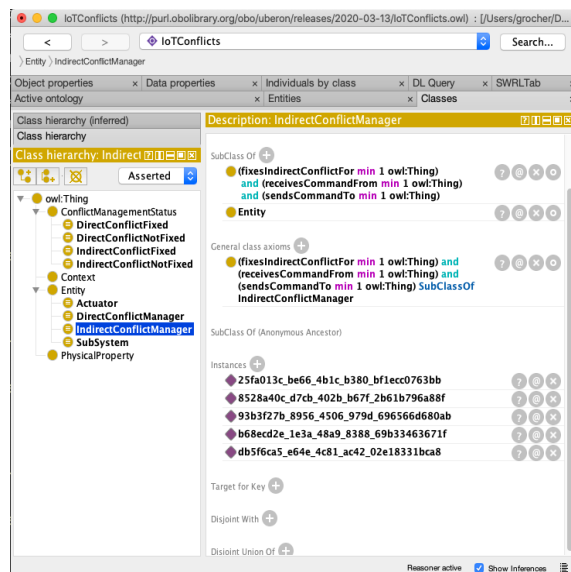 IoTConflicts (http://purl.obolibrary.org/obo/uberon/releases/2020-03-13/IoTConflicts.owl) : [/Users/grocher/D...
< > IoTConflicts Search...
Entity IndirectConflictManager
Object properties × Data properties × Individuals by class × DL Query × SWRLTab
Active ontology × Entities × Classes
Class hierarchy (inferred)
Class hierarchy
Class hierarchy: Indirect
Asserted
owl:Thing
ConflictManagementStatus
DirectConflictFixed
DirectConflictNotFixed
IndirectConflictFixed
IndirectConflictNotFixed
Context
Entity
Actuator
DirectConflictManager
IndirectConflictManager
SubSystem
PhysicalProperty
Description: IndirectConflictManager
SubClass Of
(fixesIndirectConflictFor min 1 owl:Thing)
and (receivesCommandFrom min 1 owl:Thing)
and (sendsCommandTo min 1 owl:Thing)
Entity
General class axioms
(fixesIndirectConflictFor min 1 owl:Thing) and
(receivesCommandFrom min 1 owl:Thing) and
(sendsCommandTo min 1 owl:Thing) SubClassOf
IndirectConflictManager
SubClass Of (Anonymous Ancestor)
Instances
25fa013c_be66_4b1c_b380_bf1ecc0763bb
8528a40c_d7cb_402b_b67f_2b61b796a88f
93b3f27b_8956_4506_979d_696566d680ab
b68ecd2e_1e3a_48a9_8388_69b33463671f
db5f6ca5_e64e_4c81_ac42_02e18331bca8
Target for Key
Disjoint With
Disjoint Union Of
Reasoner active Show Inferences